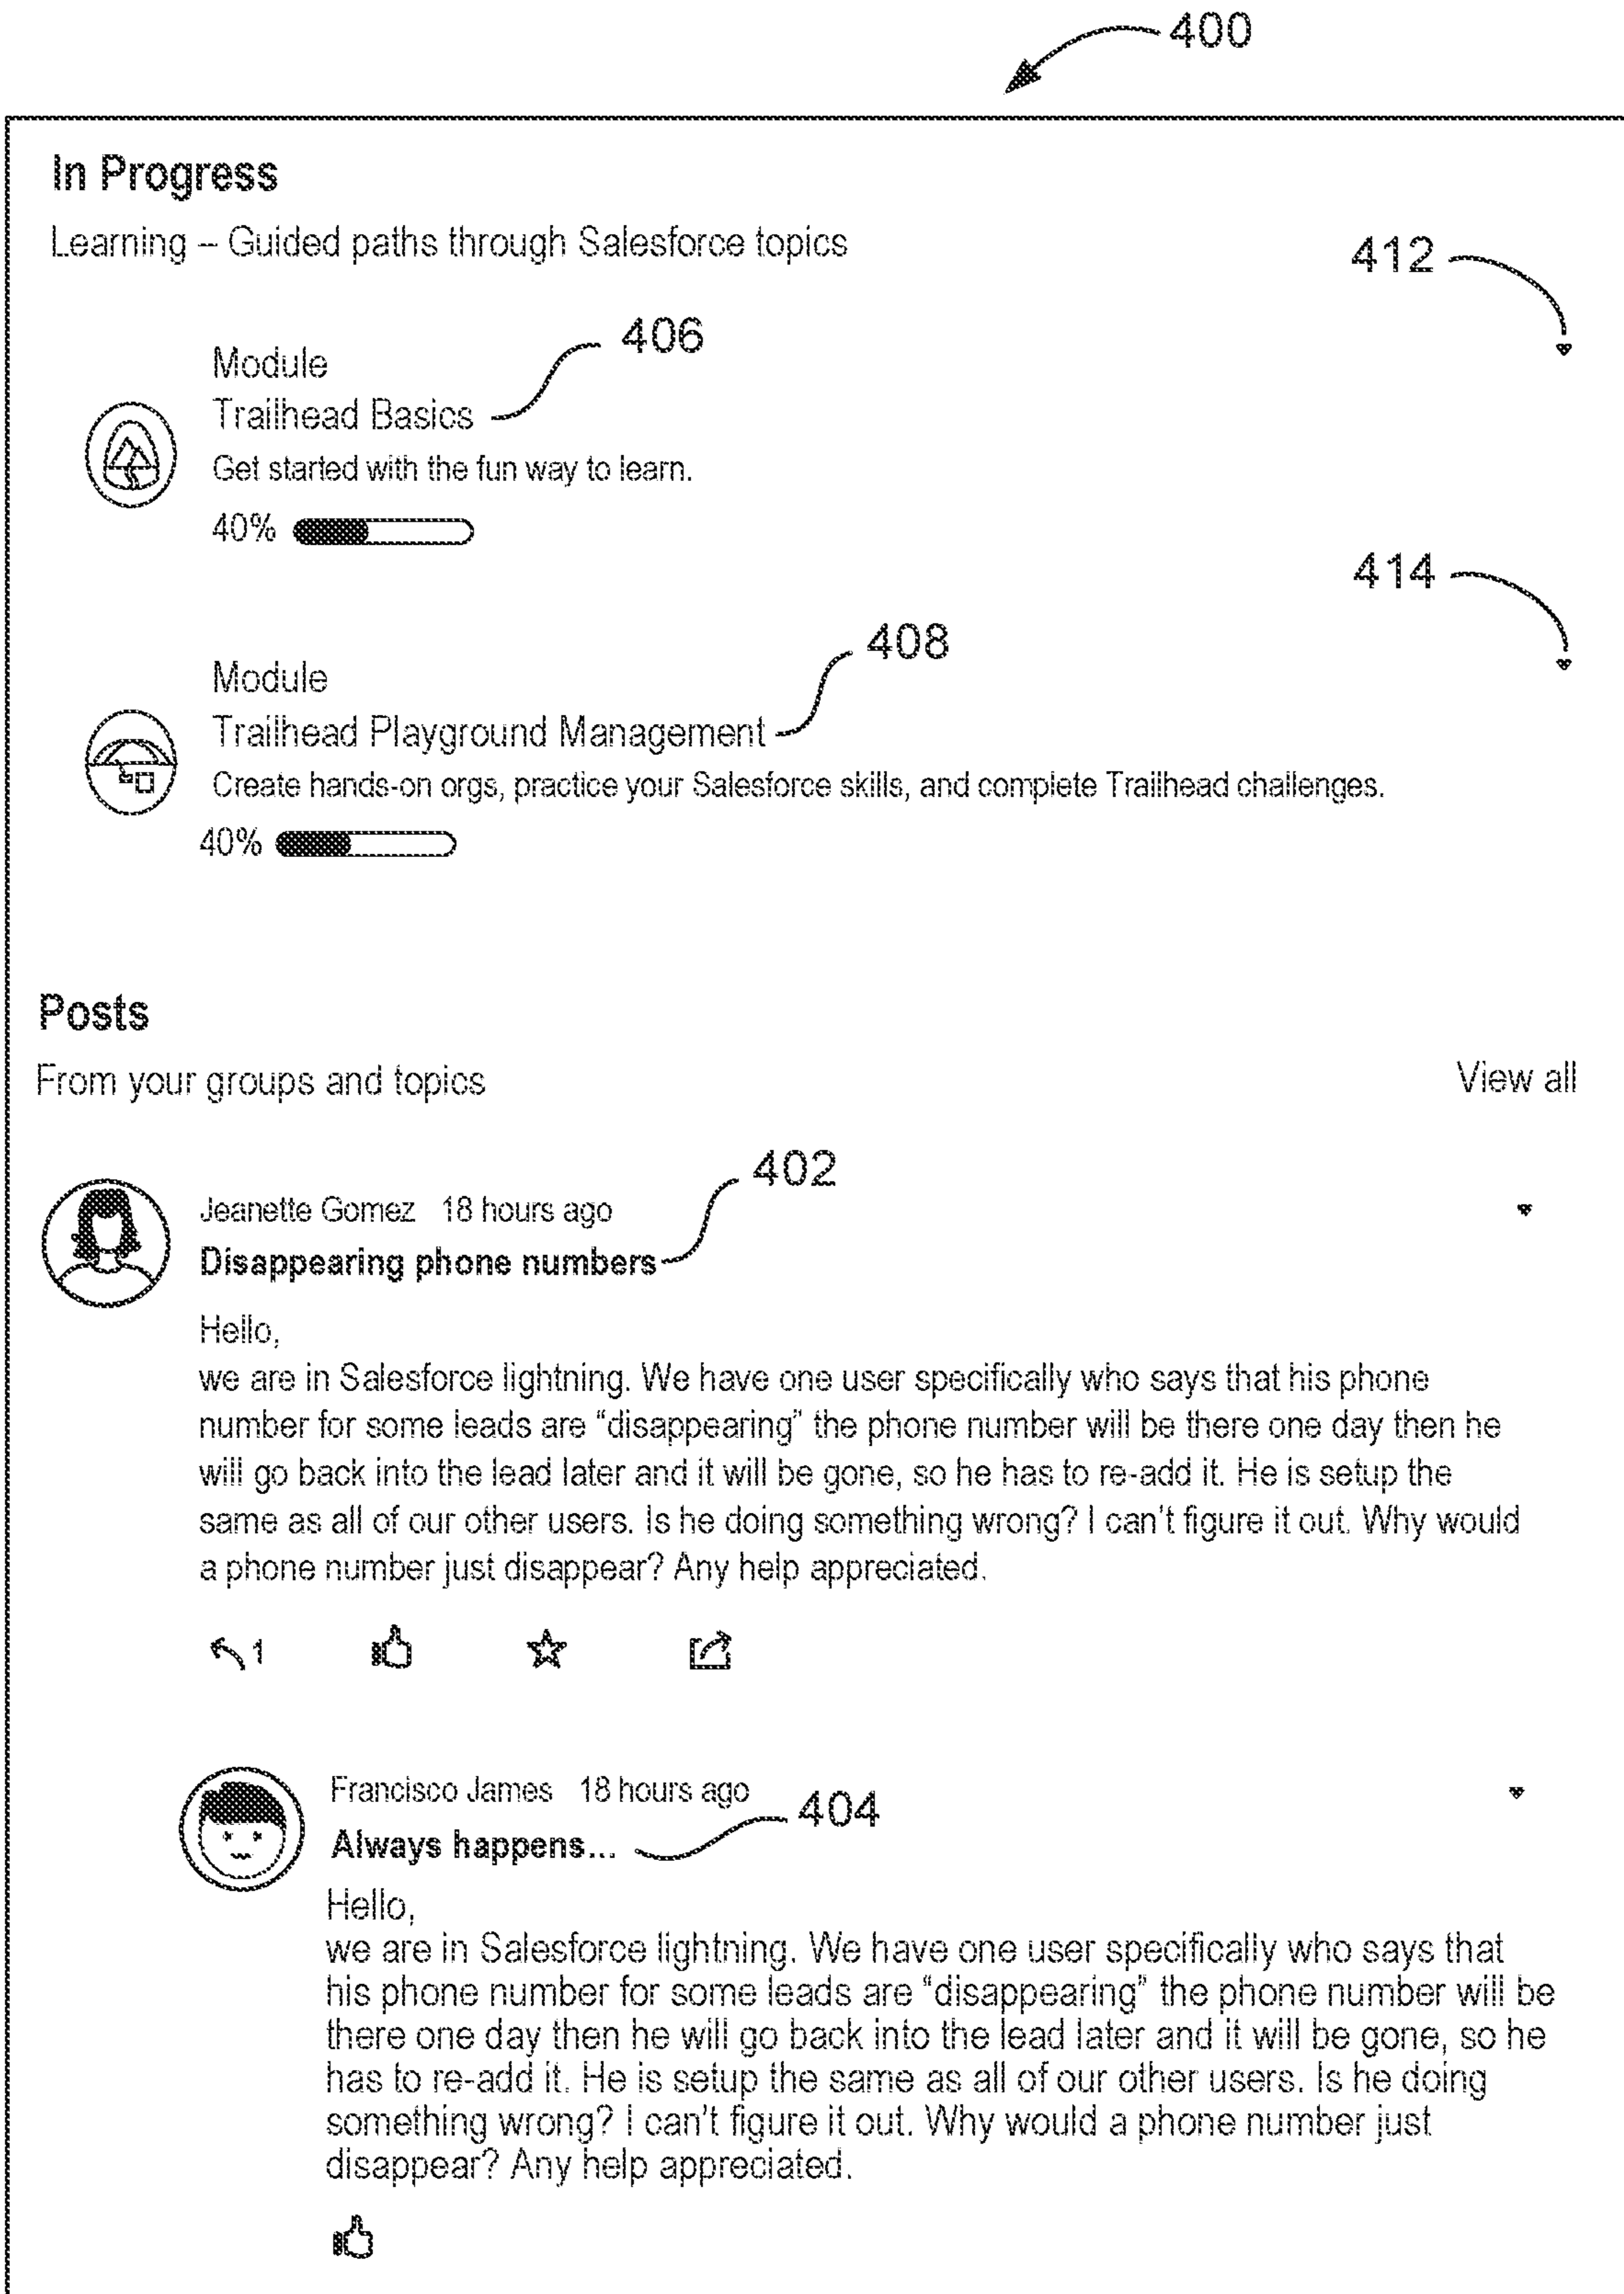 400
In Progress
Learning – Guided paths through Salesforce topics
412
406
Module
Trailhead Basics
Get started with the fun way to learn.
40%
414
408
Module
Trailhead Playground Management
Create hands-on orgs, practice your Salesforce skills, and complete Trailhead challenges.
40%
Posts
From your groups and topics View all
402
Jeanette Gomez 18 hours ago
Disappearing phone numbers
Hello,
we are in Salesforce lightning. We have one user specifically who says that his phone
number for some leads are “disappearing” the phone number will be there one day then he
will go back into the lead later and it will be gone, so he has to re-add it. He is setup the
same as all of our other users. Is he doing something wrong? I can’t figure it out. Why would
a phone number just disappear? Any help appreciated.
1
Francisco James 18 hours ago
404
Always happens...
Hello,
we are in Salesforce lightning. We have one user specifically who says that
his phone number for some leads are “disappearing” the phone number will be
there one day then he will go back into the lead later and it will be gone, so he
has to re-add it. He is setup the same as all of our other users. Is he doing
something wrong? I can’t figure it out. Why would a phone number just
disappear? Any help appreciated.